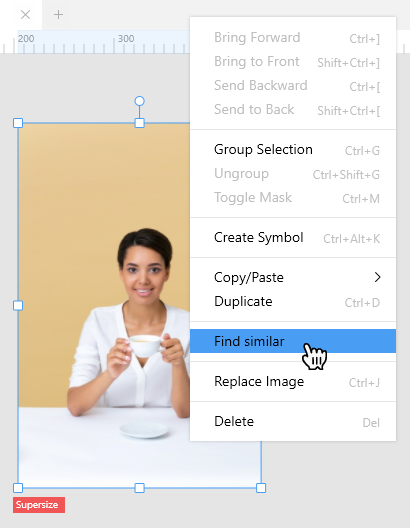 200
300
Bring Forward Ctrl+]
Bring to Front Shift+Ctrl+]
Send Backward Ctrl+[
Send to Back Shift+Ctrl+[
Group Selection Ctrl+G
Ungroup Ctrl+Shift+G
Toggle Mask Ctrl+M
Create Symbol Ctrl+Alt+K
Copy/Paste
Duplicate Ctrl+D
Find similar
Replace Image Ctrl+J
Delete Del
Supersize